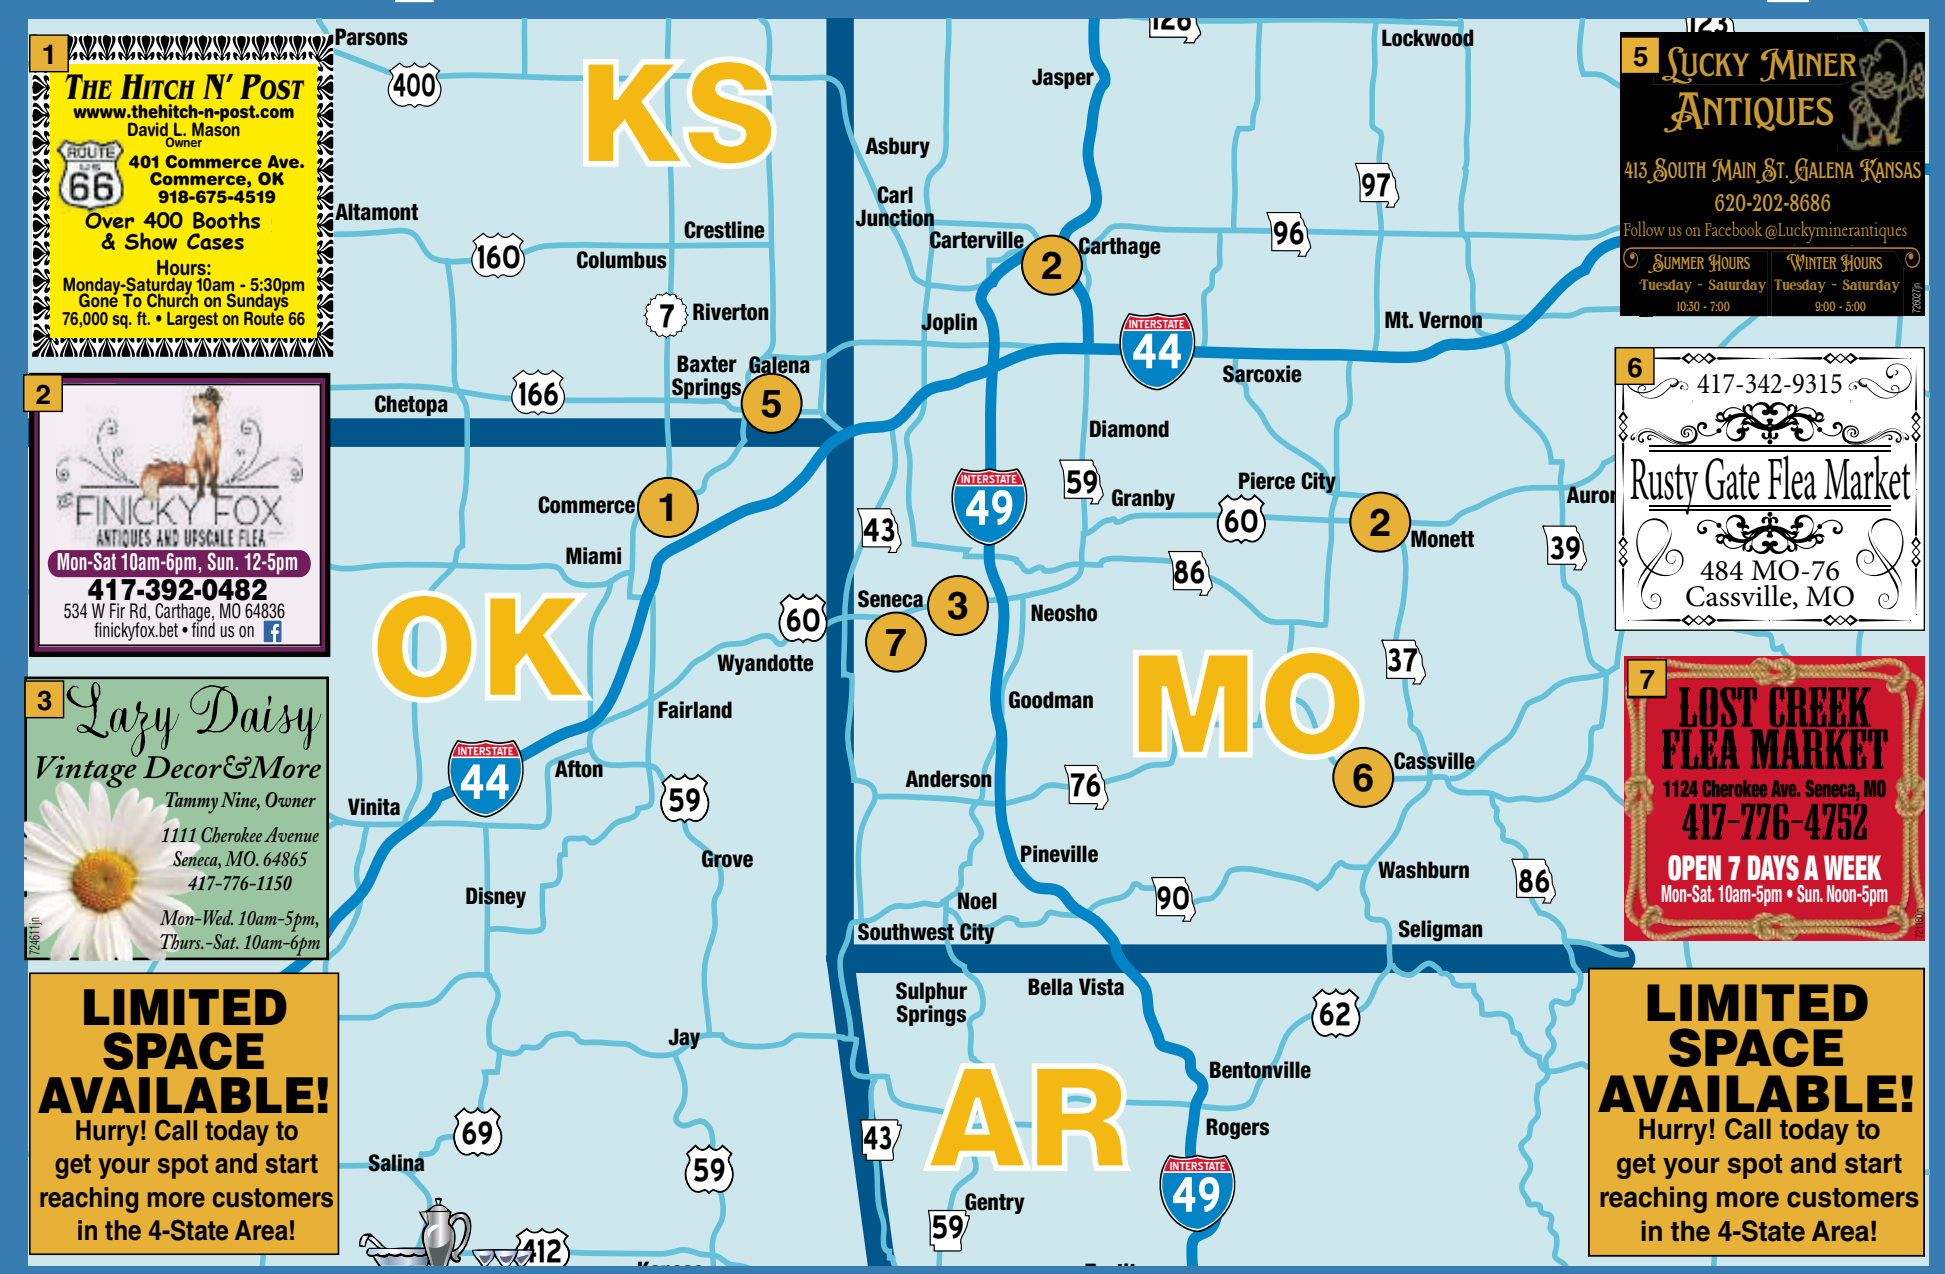 1
THE HITCH N' POST
wwww.thehitch-n-post.com
David L. Mason
Owner
ROUTE
US
66
401 Commerce Ave.
Commerce, OK
918-675-4519
Over 400 Booths
& Show Cases
Hours:
Monday-Saturday 10am - 5:30pm
Gone To Church on Sundays
76,000 sq. ft. • Largest on Route 66
2
THE
FINICKY FOX
ANTIQUES AND UPSCALE FLEA
Mon-Sat 10am-6pm, Sun. 12-5pm
417-392-0482
534 W Fir Rd, Carthage, MO 64836
finickyfox.bet • find us on f
3
Lazy Daisy
Vintage Decor&More
Tammy Nine, Owner
1111 Cherokee Avenue
Seneca, MO. 64865
417-776-1150
Mon-Wed. 10am-5pm,
Thurs.-Sat. 10am-6pm
724611jn
LIMITED
SPACE
AVAILABLE!
Hurry! Call today to
get your spot and start
reaching more customers
in the 4-State Area!
Parsons
400
KS
Altamont
160
Columbus
Crestline
7
Riverton
Baxter
Springs
Galena
5
166
Chetopa
Commerce
1
Miami
OK
60
Wyandotte
Fairland
INTERSTATE
44
Afton
59
Vinita
Grove
Disney
Jay
69
59
Salina
412
126
Lockwood
123
Jasper
Asbury
Carl
Junction
97
96
Carterville
2
Carthage
Joplin
INTERSTATE
44
Mt. Vernon
Sarcoxie
Diamond
INTERSTATE
49
59
Granby
Pierce City
60
2
Monett
Auror
39
43
86
Seneca
3
7
Neosho
MO
37
Goodman
Anderson
76
6
Cassville
Pineville
Washburn
86
90
Noel
Southwest City
Seligman
Sulphur
Springs
Bella Vista
62
AR
Bentonville
Rogers
43
INTERSTATE
49
Gentry
59
5
LUCKY MINER
ANTIQUES
413 SOUTH MAIN ST. GALENA KANSAS
620-202-8686
Follow us on Facebook @Luckyminerantiques
SUMMER HOURS
Tuesday - Saturday
10:30 - 7:00
WINTER HOURS
Tuesday - Saturday
9:00 - 5:00
6
417-342-9315
Rusty Gate Flea Market
484 MO-76
Cassville, MO
7
LOST CREEK
FLEA MARKET
1124 Cherokee Ave. Seneca, MO
417-776-4752
OPEN 7 DAYS A WEEK
Mon-Sat. 10am-5pm • Sun. Noon-5pm
LIMITED
SPACE
AVAILABLE!
Hurry! Call today to
get your spot and start
reaching more customers
in the 4-State Area!